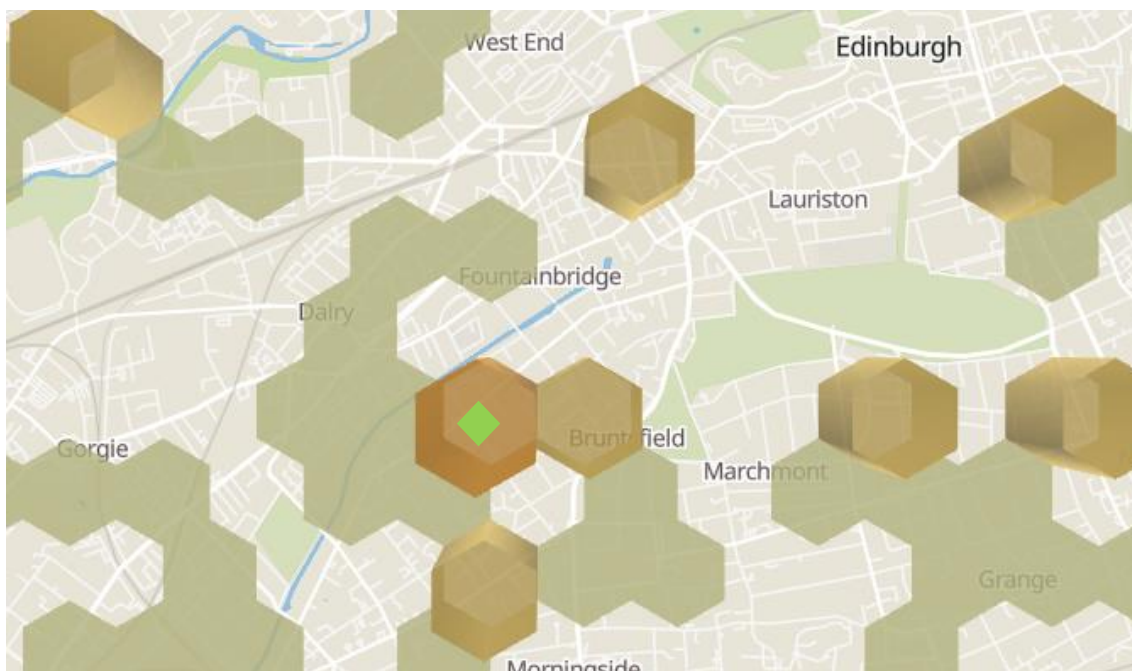 West End
Edinburgh
Lauriston
Fountainbridge
Dalry
Bruntsfield
Gorgie
Marchmont
Grange
Morningside